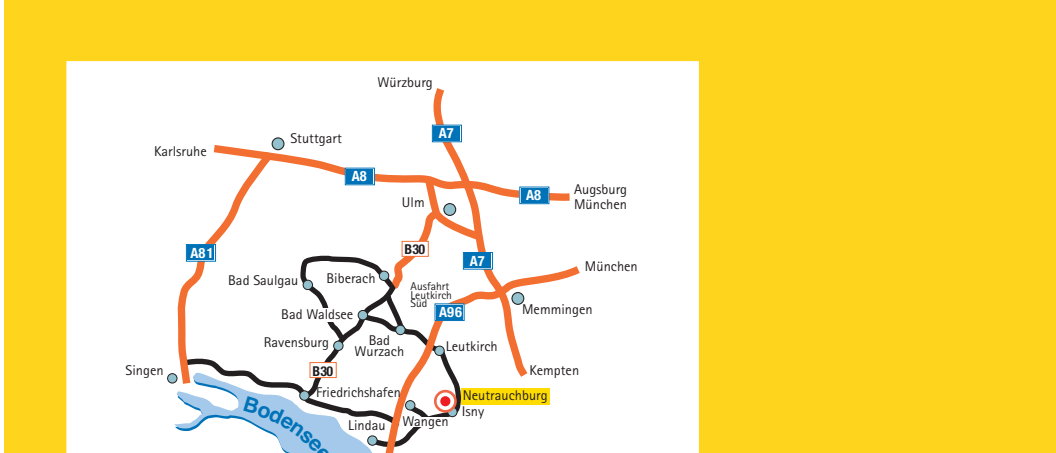 Würzburg
A7
Stuttgart
Karlsruhe
A8
A8
Augsburg
München
Ulm
A81
B30
A7
München
Bad Saulgau
Biberach
Ausfahrt
Leutkirch
Süd
A96
Memmingen
Bad Waldsee
Ravensburg
Bad
Wurzach
Leutkirch
Singen
B30
Kempten
Friedrichshafen
Neutrauchburg
Isny
Wangen
Lindau
Bodensee